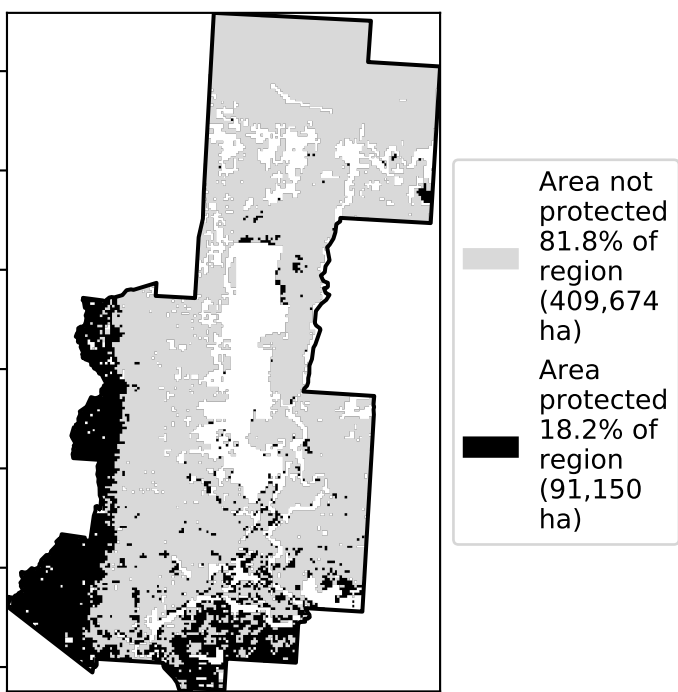 Area not
protected
81.8% of
region
(409,674
ha)
Area
protected
18.2% of
region
(91,150
ha)